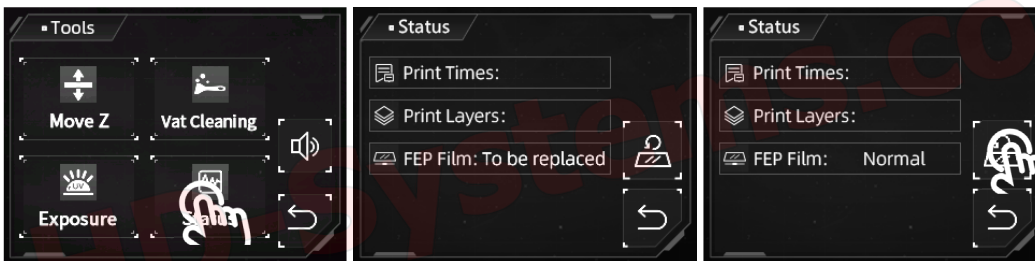 Tools
Move Z
Vat Cleaning
Exposure
Status
Status
Print Times:
Print Layers:
FEP Film: To be replaced
Status
Print Times:
Print Layers:
FEP Film: Normal